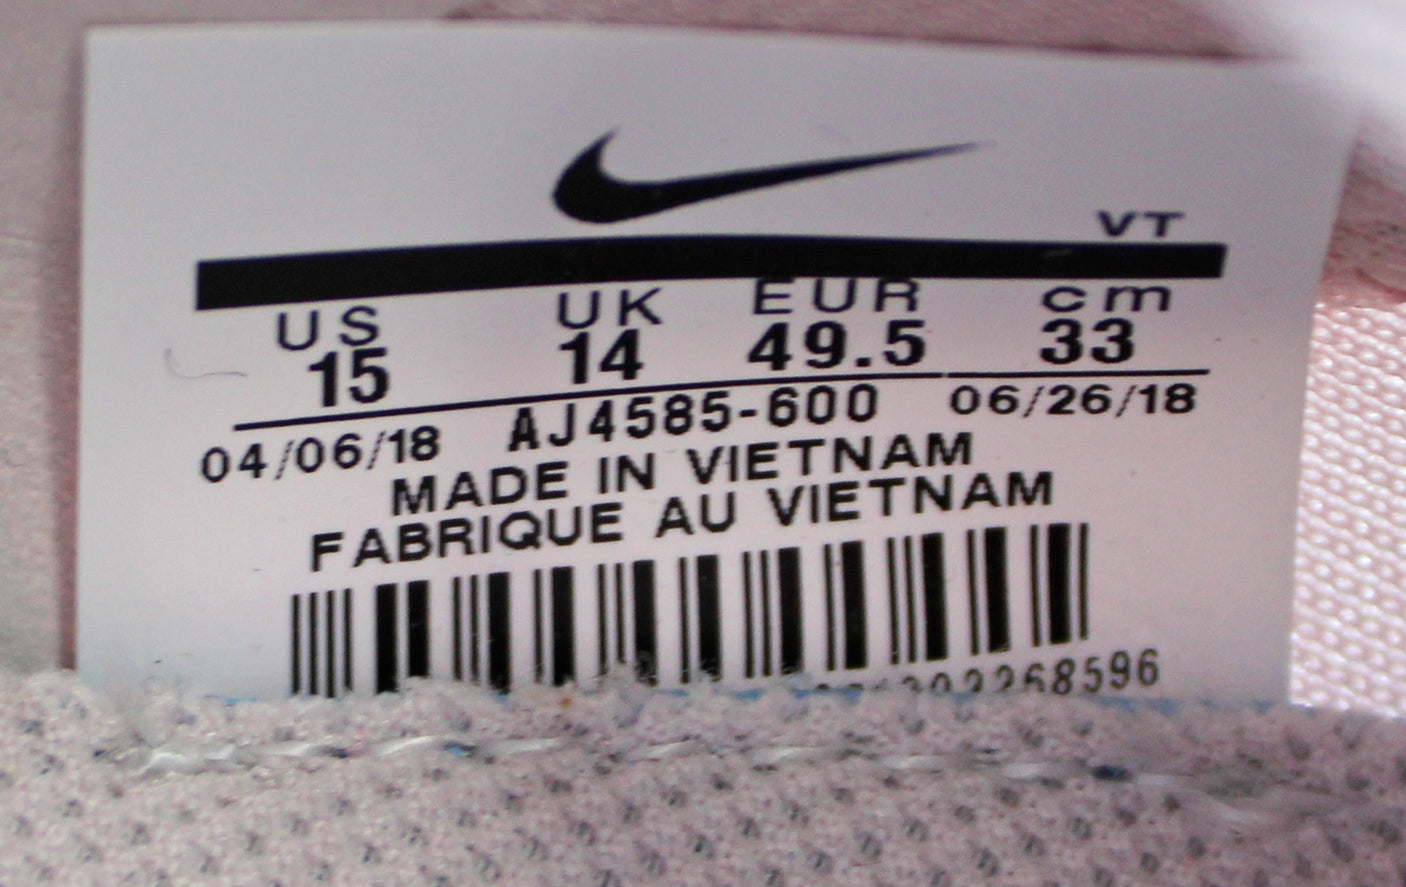 VT
US UK EUR cm
15 14 49.5 33
04/06/18 AJ4585-600 06/26/18
MADE IN VIETNAM
FABRIQUE AU VIETNAM